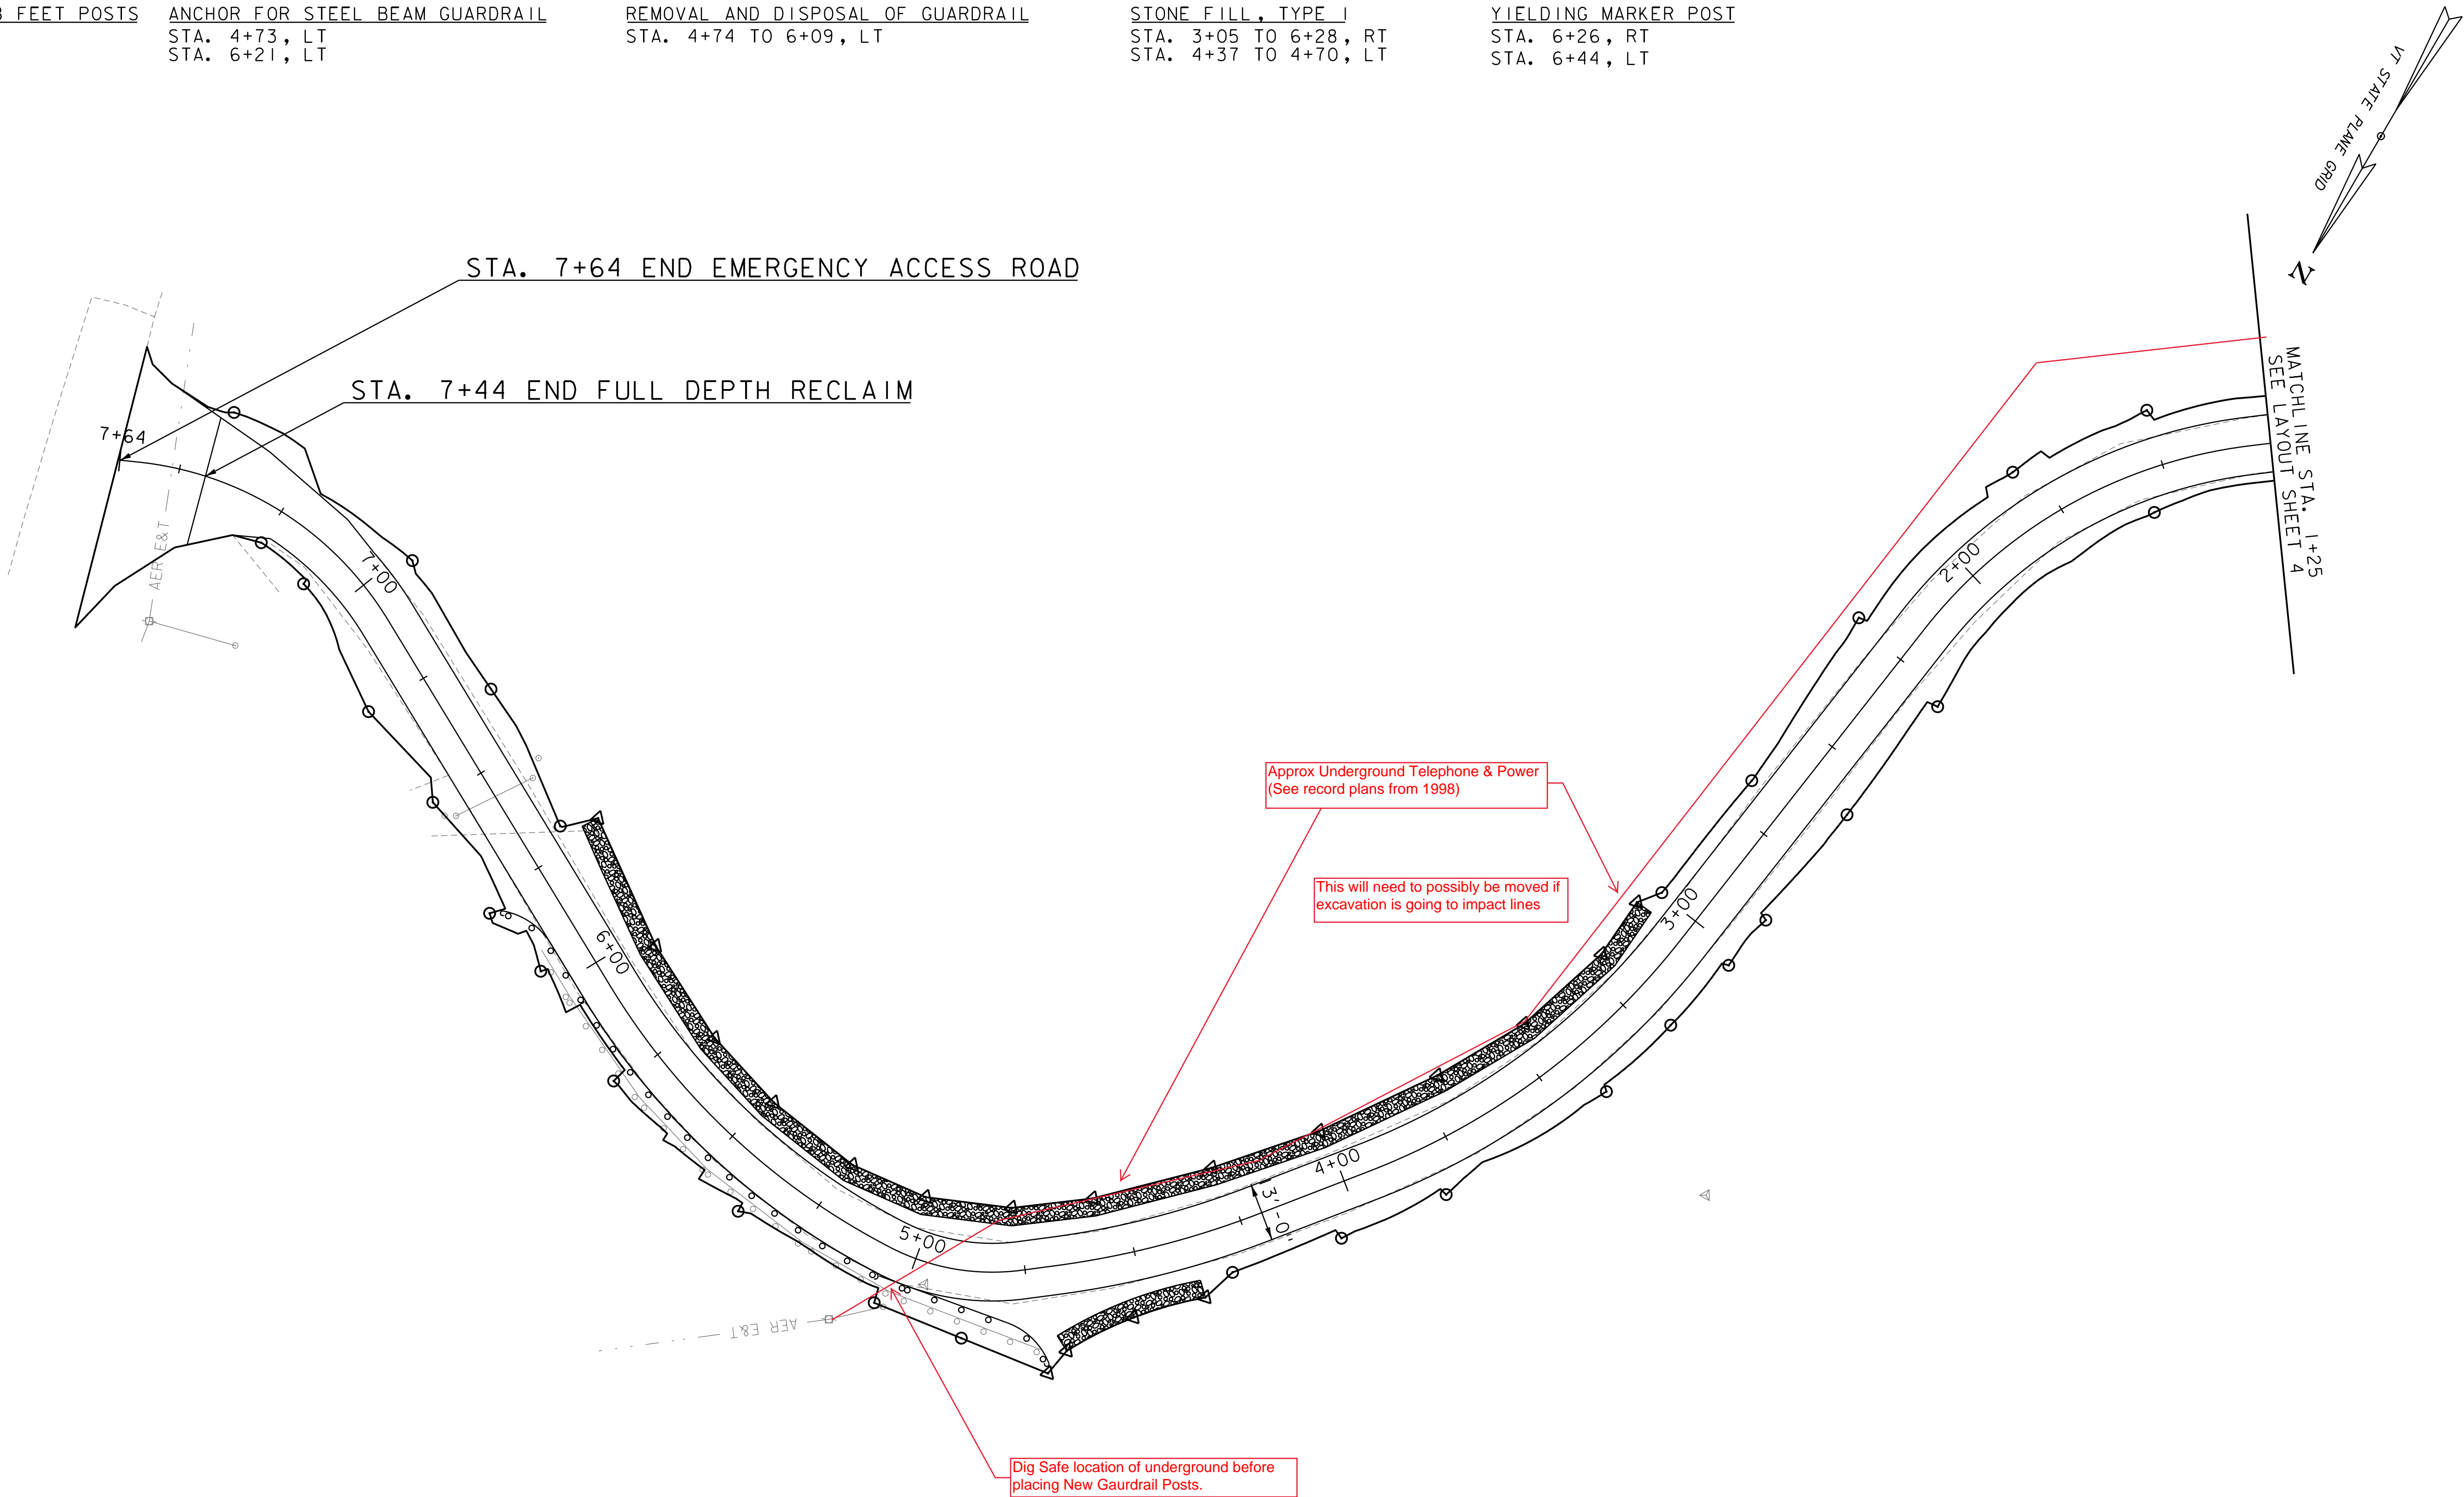 3 FEET POSTS
ANCHOR FOR STEEL BEAM GUARDRAIL
STA. 4+73, LT
STA. 6+21, LT
REMOVAL AND DISPOSAL OF GUARDRAIL
STA. 4+74 TO 6+09, LT
STONE FILL, TYPE I
STA. 3+05 TO 6+28, RT
STA. 4+37 TO 4+70, LT
YIELDING MARKER POST
STA. 6+26, RT
STA. 6+44, LT
VT STATE PLANE GRID
N
STA. 7+64 END EMERGENCY ACCESS ROAD
STA. 7+44 END FULL DEPTH RECLAIM
MATCHLINE STA. 1+25
SEE LAYOUT SHEET 4
7+64
AER E&T
7+00
2+00
Approx Underground Telephone & Power
(See record plans from 1998)
This will need to possibly be moved if
excavation is going to impact lines
3+00
6+00
4+00
13'-0"
5+00
AER E&T
Dig Safe location of underground before
placing New Gaurdrail Posts.